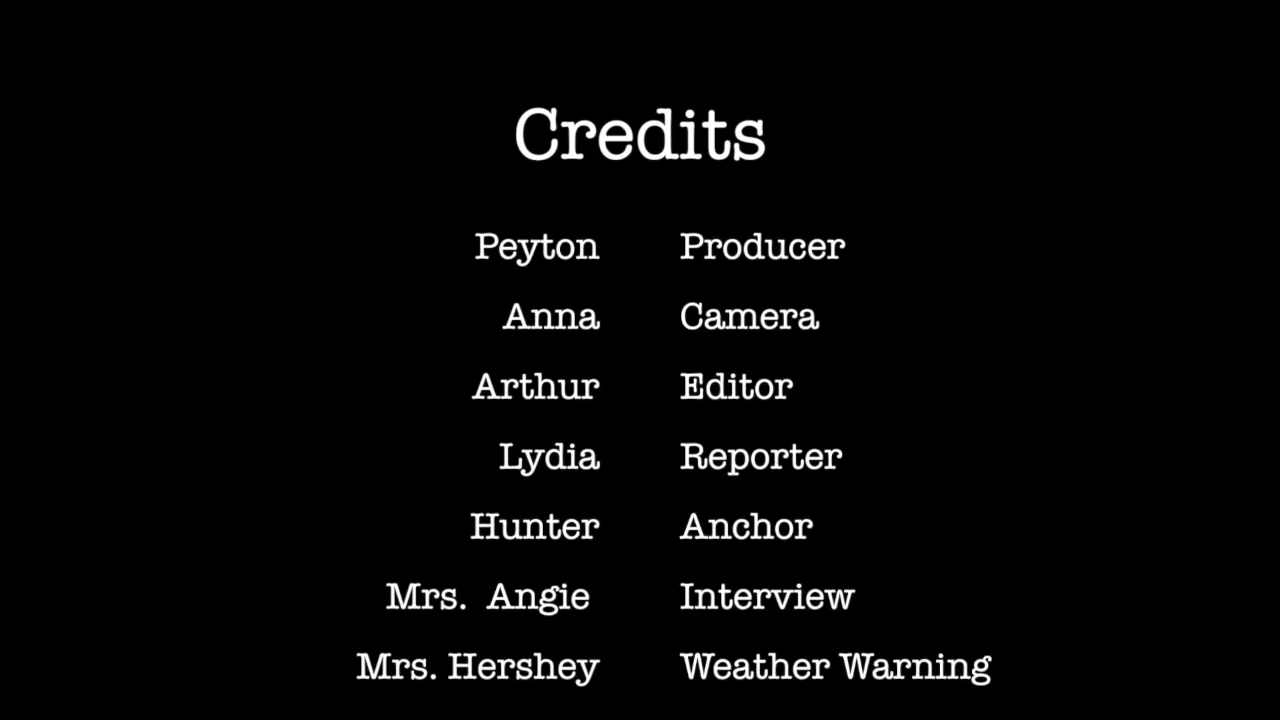 Credits
Peyton Producer
Anna Camera
Arthur Editor
Lydia Reporter
Hunter Anchor
Mrs. Angie Interview
Mrs. Hershey Weather Warning